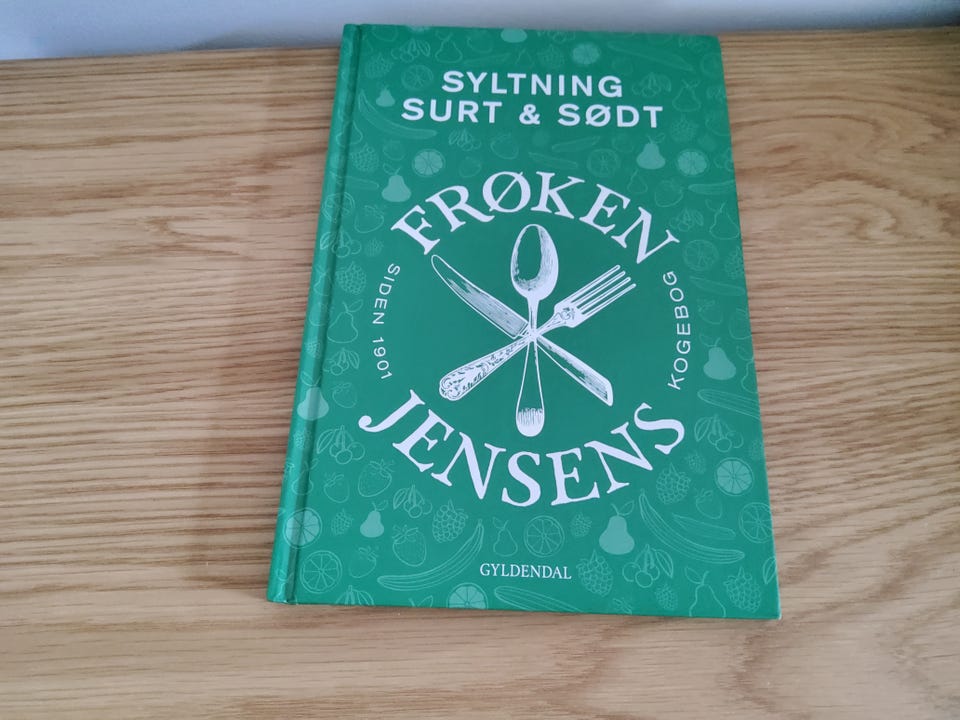 SYLTNING
SURT & SØDT
FRØKEN
SIDEN 1901
KOGEBOG
JENSENS
GYLDENDAL